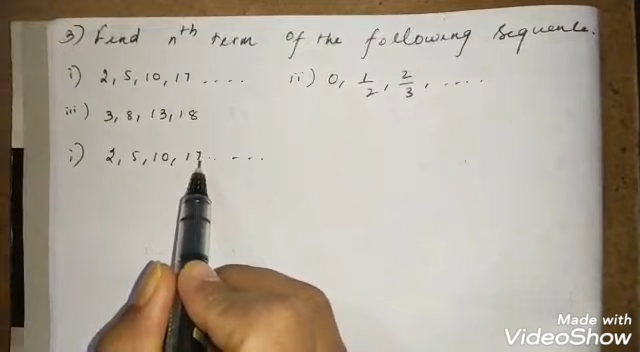 3) Find nth term of the following Sequence.
i) 2, 5, 10, 17 ..... ii) 0, 1/2, 2/3, .....
iii) 3, 8, 13, 18
i) 2, 5, 10, 17 .. ....
Made with
VideoShow